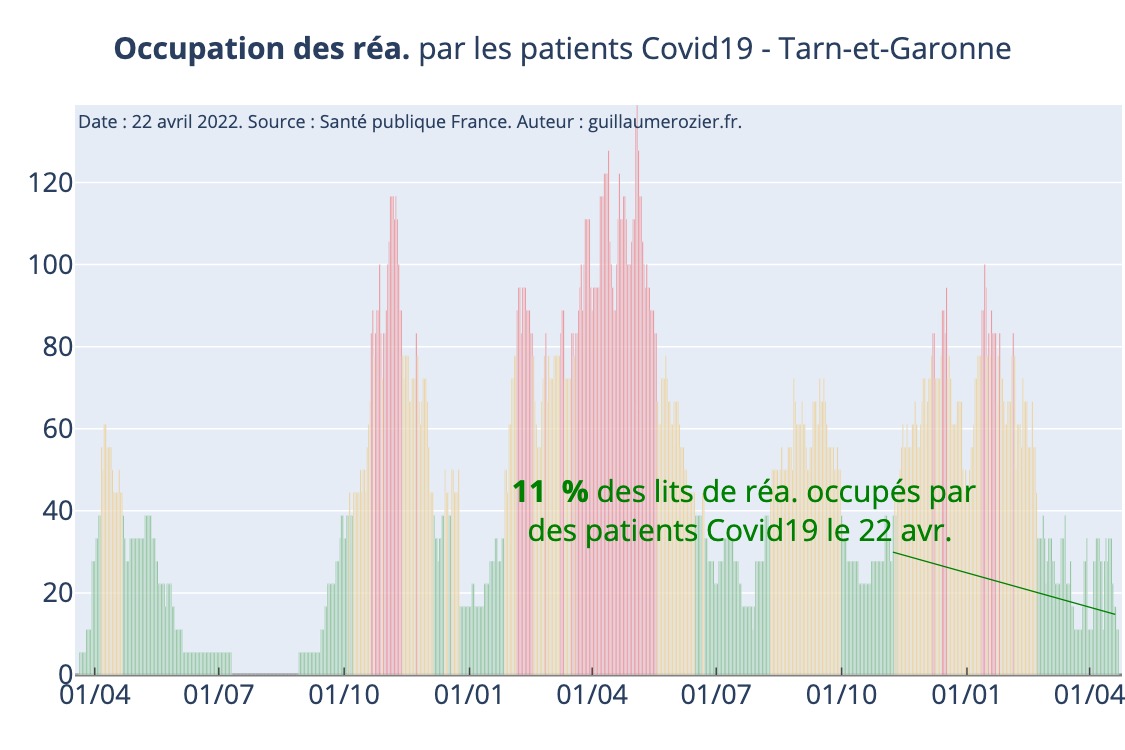 Occupation des réa. par les patients Covid19 - Tarn-et-Garonne
Date : 22 avril 2022. Source : Santé publique France. Auteur : guillaumerozier.fr.
120
100
80
60
40
20
0
11 % des lits de réa. occupés par
des patients Covid19 le 22 avr.
01/04 01/07 01/10 01/01 01/04 01/07 01/10 01/01 01/04